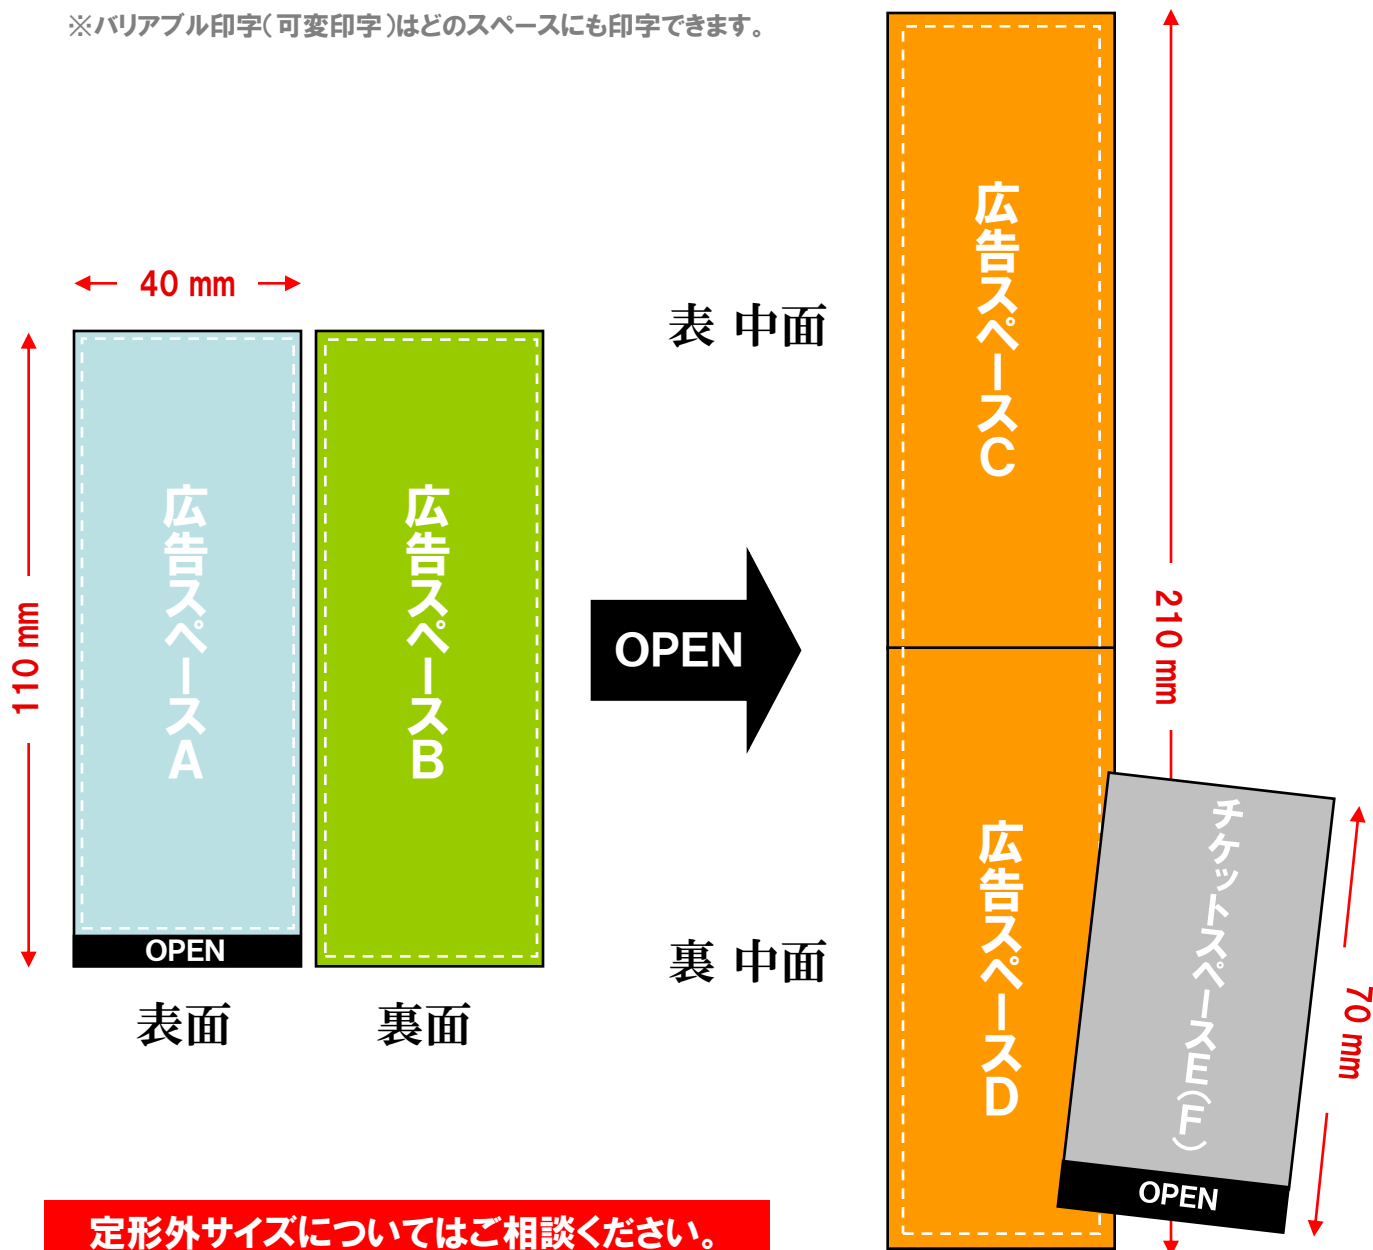 ※バリアブル印字(可変印字)はどのスペースにも印字できます。
40 mm
110 mm
広告スペースA
OPEN
表面
広告スペースB
裏面
OPEN
表 中面
裏 中面
広告スペースC
広告スペースD
210 mm
チケットスペースE(F)
OPEN
70 mm
定形外サイズについてはご相談ください。